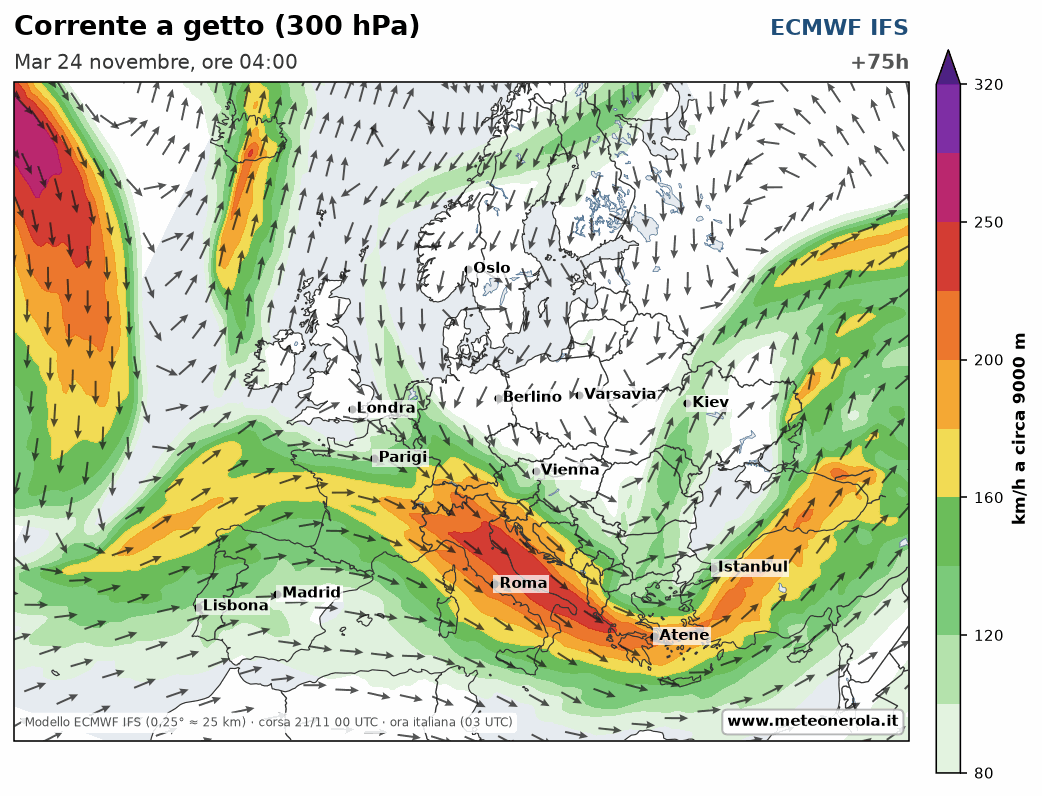 Corrente a getto (300 hPa)
ECMWF IFS
Mar 24 novembre, ore 04:00
+75h
320
250
200
160
120
80
km/h a circa 9000 m
Oslo
Londra
Berlino
Varsavia
Kiev
Parigi
Vienna
Roma
Istanbul
Madrid
Lisbona
Atene
Modello ECMWF IFS (0,25° ≈ 25 km) · corsa 21/11 00 UTC · ora italiana (03 UTC)
www.meteonerola.it